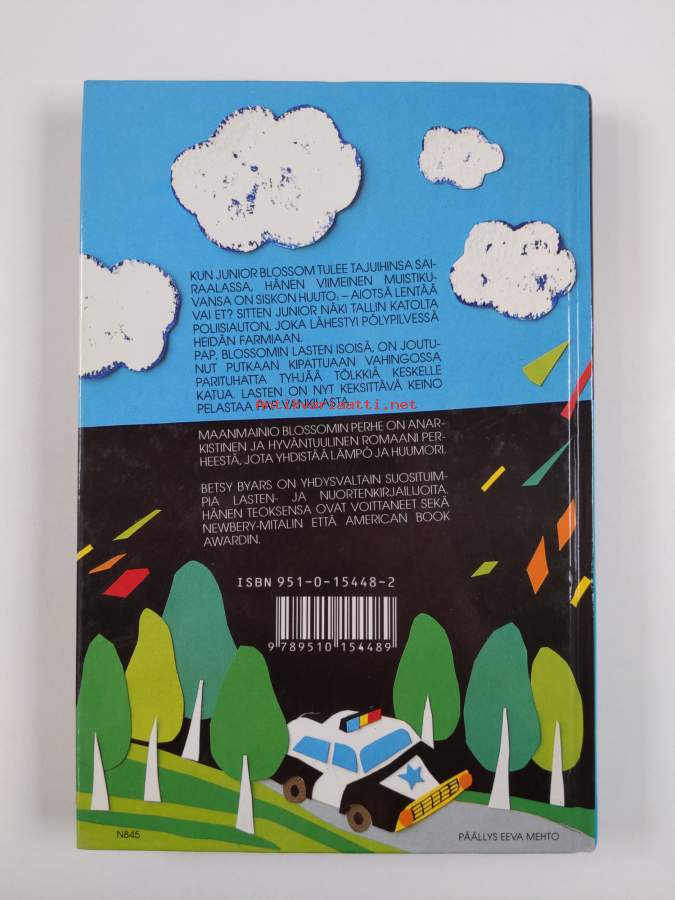 KUN JUNIOR BLOSSOM TULEE TAJUIHINSA SAI-
RAALASSA, HÄNEN VIIMEINEN MUISTIKU-
VANSA ON SISKON HUUTO: – AIOTSÄ LENTÄÄ
VAI ET? SITTEN JUNIOR NÄKI TALLIN KATOLTA
POLIISIAUTON, JOKA LÄHESTYI PÖLYPILVESSÄ
HEIDÄN FARMIAAN.
PAP, BLOSSOMIN LASTEN ISOISÄ, ON JOUTU-
NUT PUTKAAN KIPATTUAAN VAHINGOSSA
PARITUHATTA TYHJÄÄ TÖLKKIÄ KESKELLE
KATUA. LASTEN ON NYT KEKSITTÄVÄ KEINO
PELASTAA PAP VANKILASTA.
antikvariaatti.net
MAANMAINIO BLOSSOMIN PERHE ON ANAR-
KISTINEN JA HYVÄNTUULINEN ROMAANI PER-
HEESTÄ, JOTA YHDISTÄÄ LÄMPÖ JA HUUMORI.
BETSY BYARS ON YHDYSVALTAIN SUOSITUIM-
PIA LASTEN- JA NUORTENKIRJAILIJOITA.
HÄNEN TEOKSENSA OVAT VOITTANEET SEKÄ
NEWBERY-MITALIN ETTÄ AMERICAN BOOK
AWARDIN.
ISBN 951-0-15448-2
9 789510 154489
N845
PÄÄLLYS EEVA MEHTO